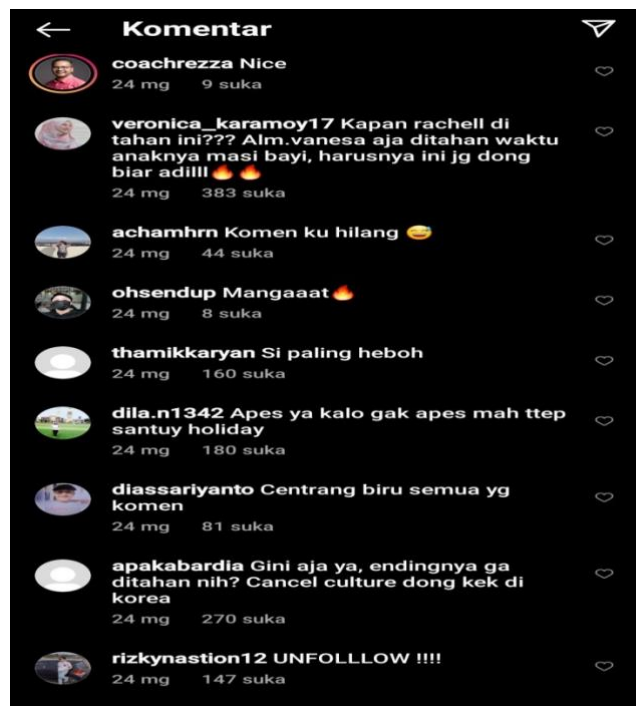 Komentar
coachrezza Nice
24 mg 9 suka
veronica_karamoy17 Kapan rachell di
tahan ini??? Alm.vanesa aja ditahan waktu
anaknya masi bayi, harusnya ini jg dong
biar adilll🔥🔥
24 mg 383 suka
achamhrn Komen ku hilang 😅
24 mg 44 suka
ohsendup Mangaaat🔥
24 mg 8 suka
thamikkaryan Si paling heboh
24 mg 160 suka
dila.n1342 Apes ya kalo gak apes mah ttep
santuy holiday
24 mg 180 suka
diassariyanto Centrang biru semua yg
komen
24 mg 81 suka
apakabardia Gini aja ya, endingnya ga
ditahan nih? Cancel culture dong kek di
korea
24 mg 270 suka
rizkynastion12 UNFOLLLOW !!!!
24 mg 147 suka